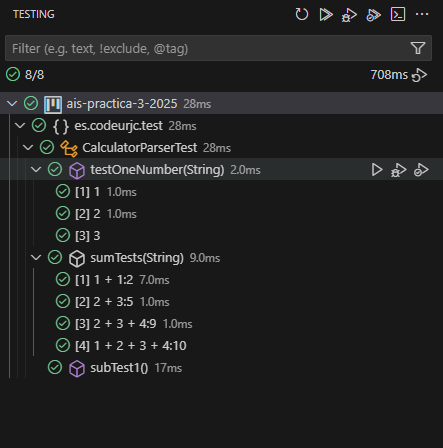 TESTING
Filter (e.g. text, !exclude, @tag)
8/8 708ms
ais-practica-3-2025 28ms
{} es.codeurjc.test 28ms
CalculatorParserTest 28ms
testOneNumber(String) 2.0ms
[1] 1 1.0ms
[2] 2 1.0ms
[3] 3
sumTests(String) 9.0ms
[1] 1 + 1:2 7.0ms
[2] 2 + 3:5 1.0ms
[3] 2 + 3 + 4:9 1.0ms
[4] 1 + 2 + 3 + 4:10
subTest1() 17ms